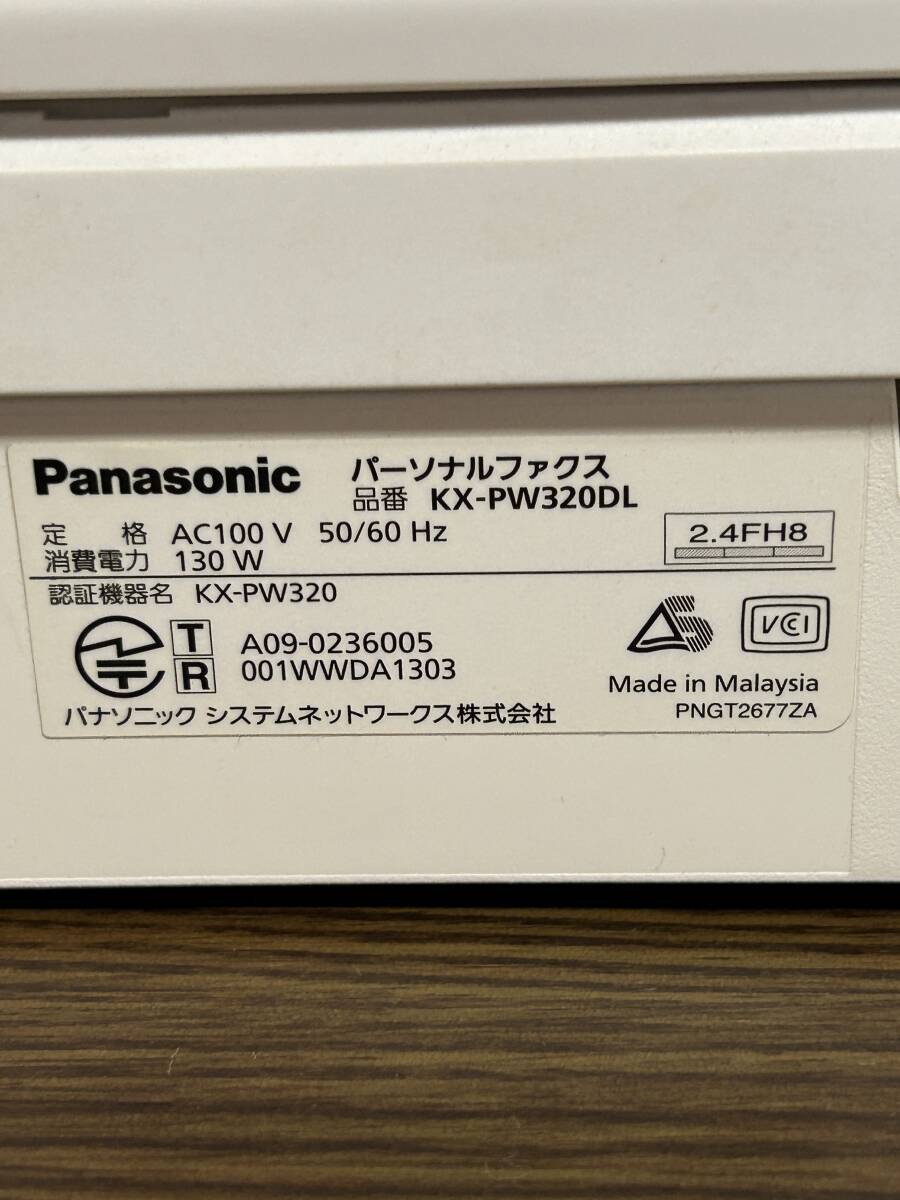 Panasonic パーソナルファクス
品番 KX-PW320DL
定 格 AC100 V 50/60 Hz
消費電力 130 W
2.4FH8
認証機器名 KX-PW320
T A09-0236005
R 001WWDA1303
VCI
Made in Malaysia
パナソニック システムネットワークス株式会社
PNGT2677ZA